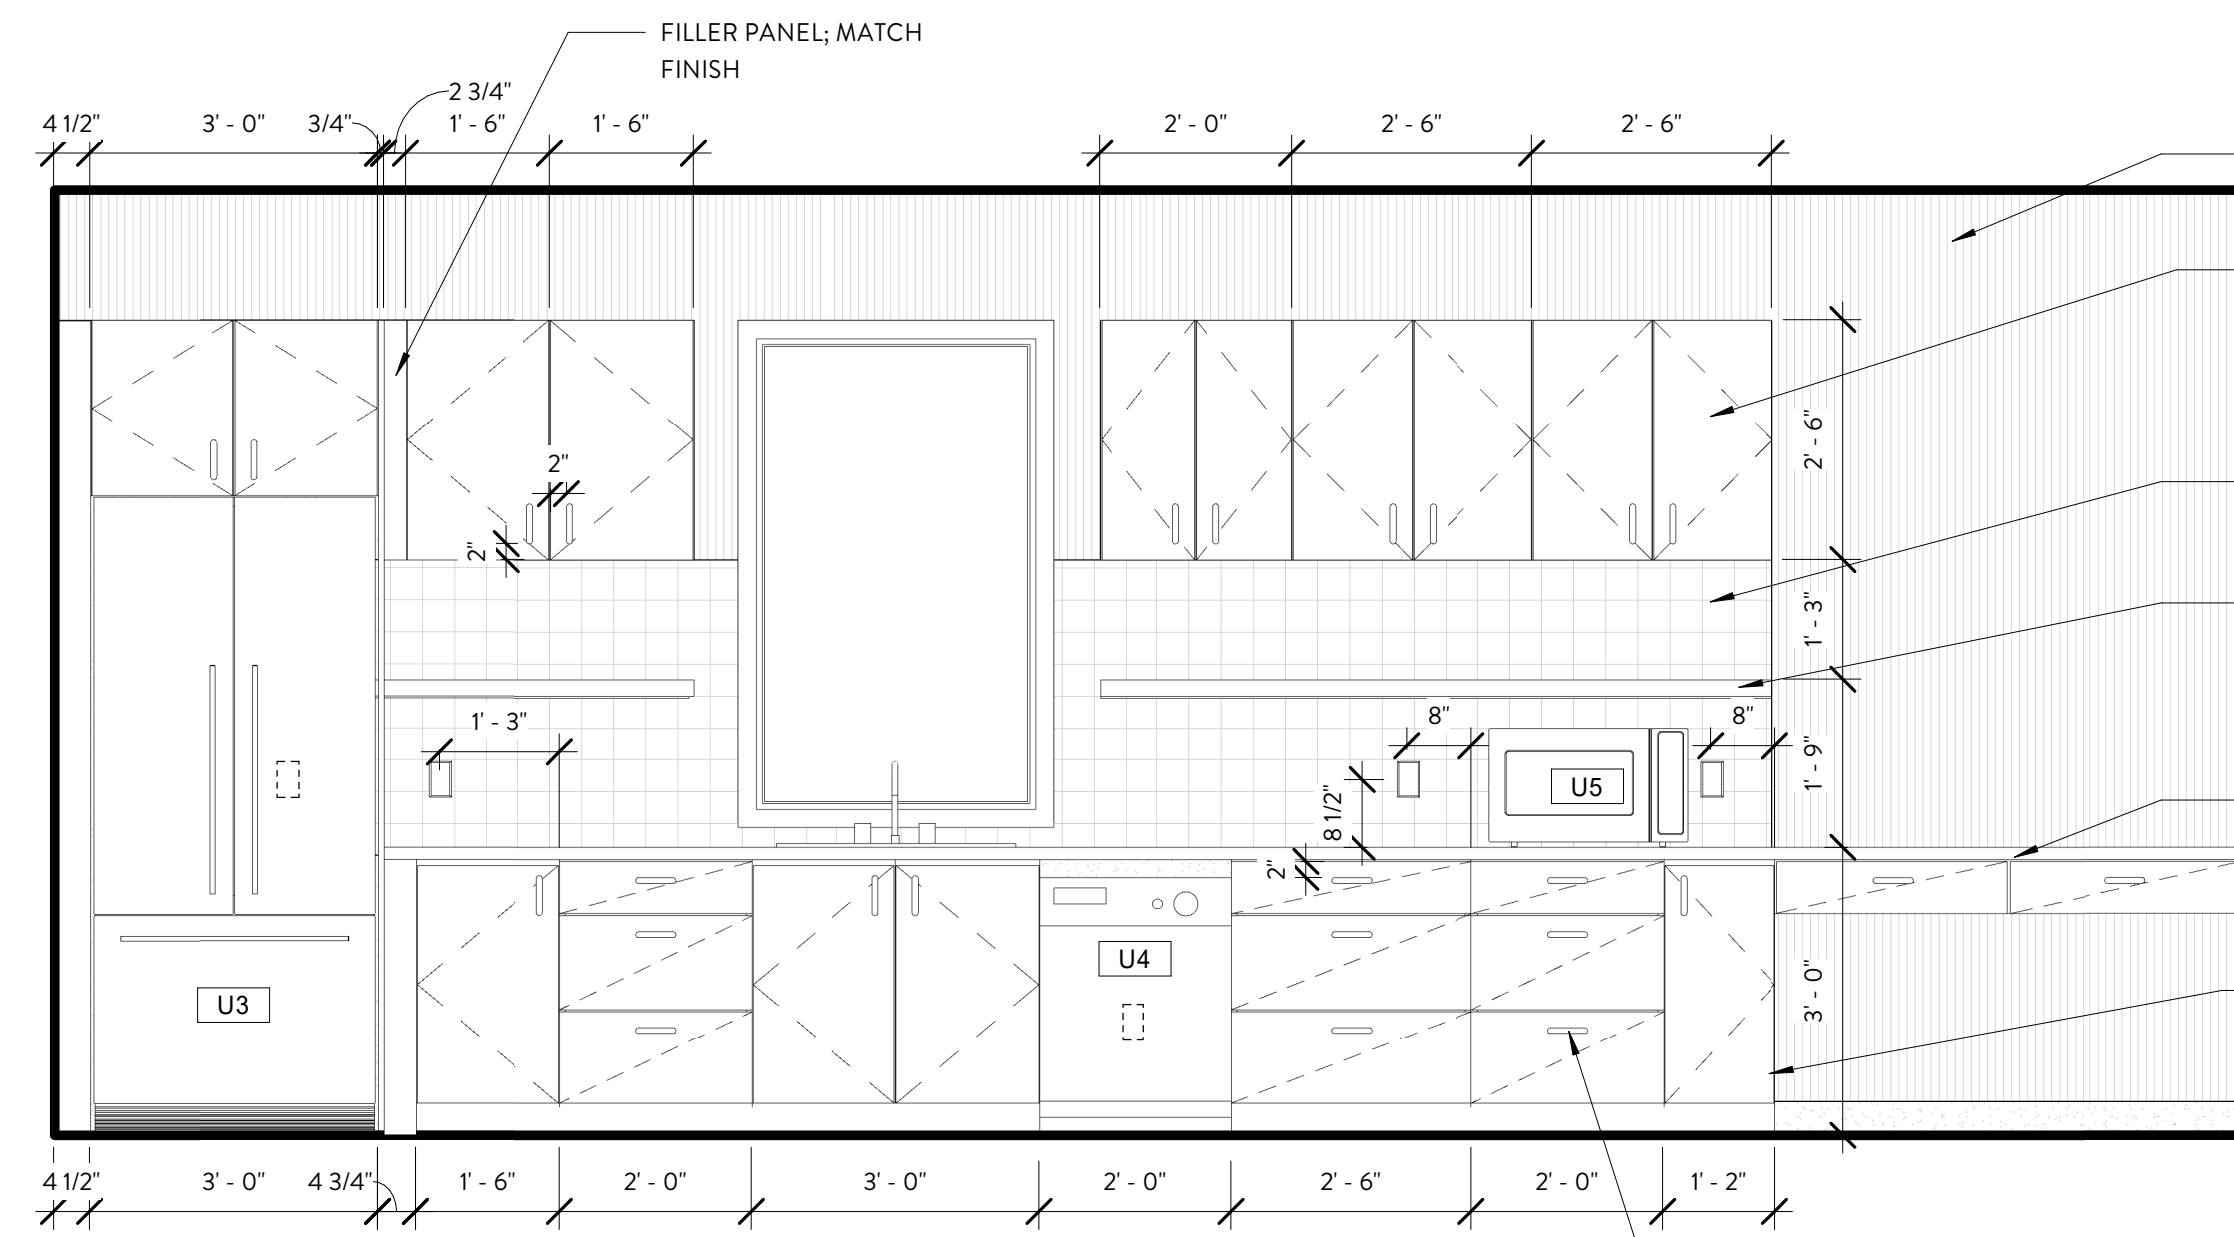 FILLER PANEL; MATCH
FINISH
2 3/4"
4 1/2"
3' - 0"
3/4"
1' - 6"
1' - 6"
2' - 0"
2' - 6"
2' - 6"
2' - 6"
2"
2"
1' - 3"
1' - 3"
8"
8"
1' - 9"
U5
8 1/2"
2"
U4
U3
3' - 0"
4 1/2"
3' - 0"
4 3/4"
1' - 6"
2' - 0"
3' - 0"
2' - 0"
2' - 6"
2' - 0"
1' - 2"